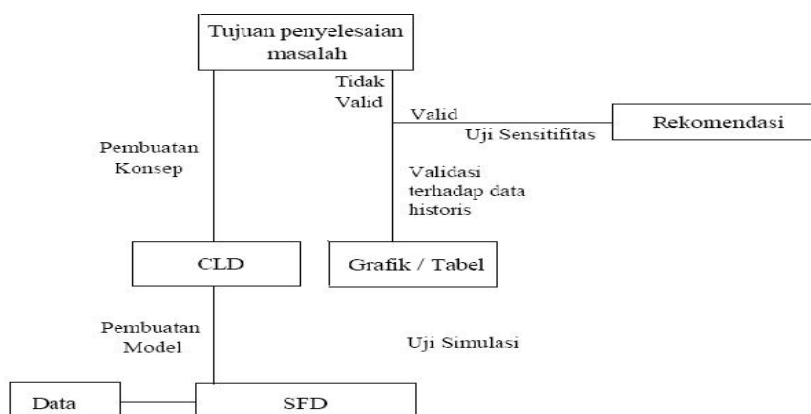 Tujuan penyelesaian
masalah
Tidak
Valid
Valid
Uji Sensitifitas
Rekomendasi
Pembuatan
Konsep
Validasi
terhadap data
historis
CLD
Grafik / Tabel
Pembuatan
Model
Uji Simulasi
Data
SFD